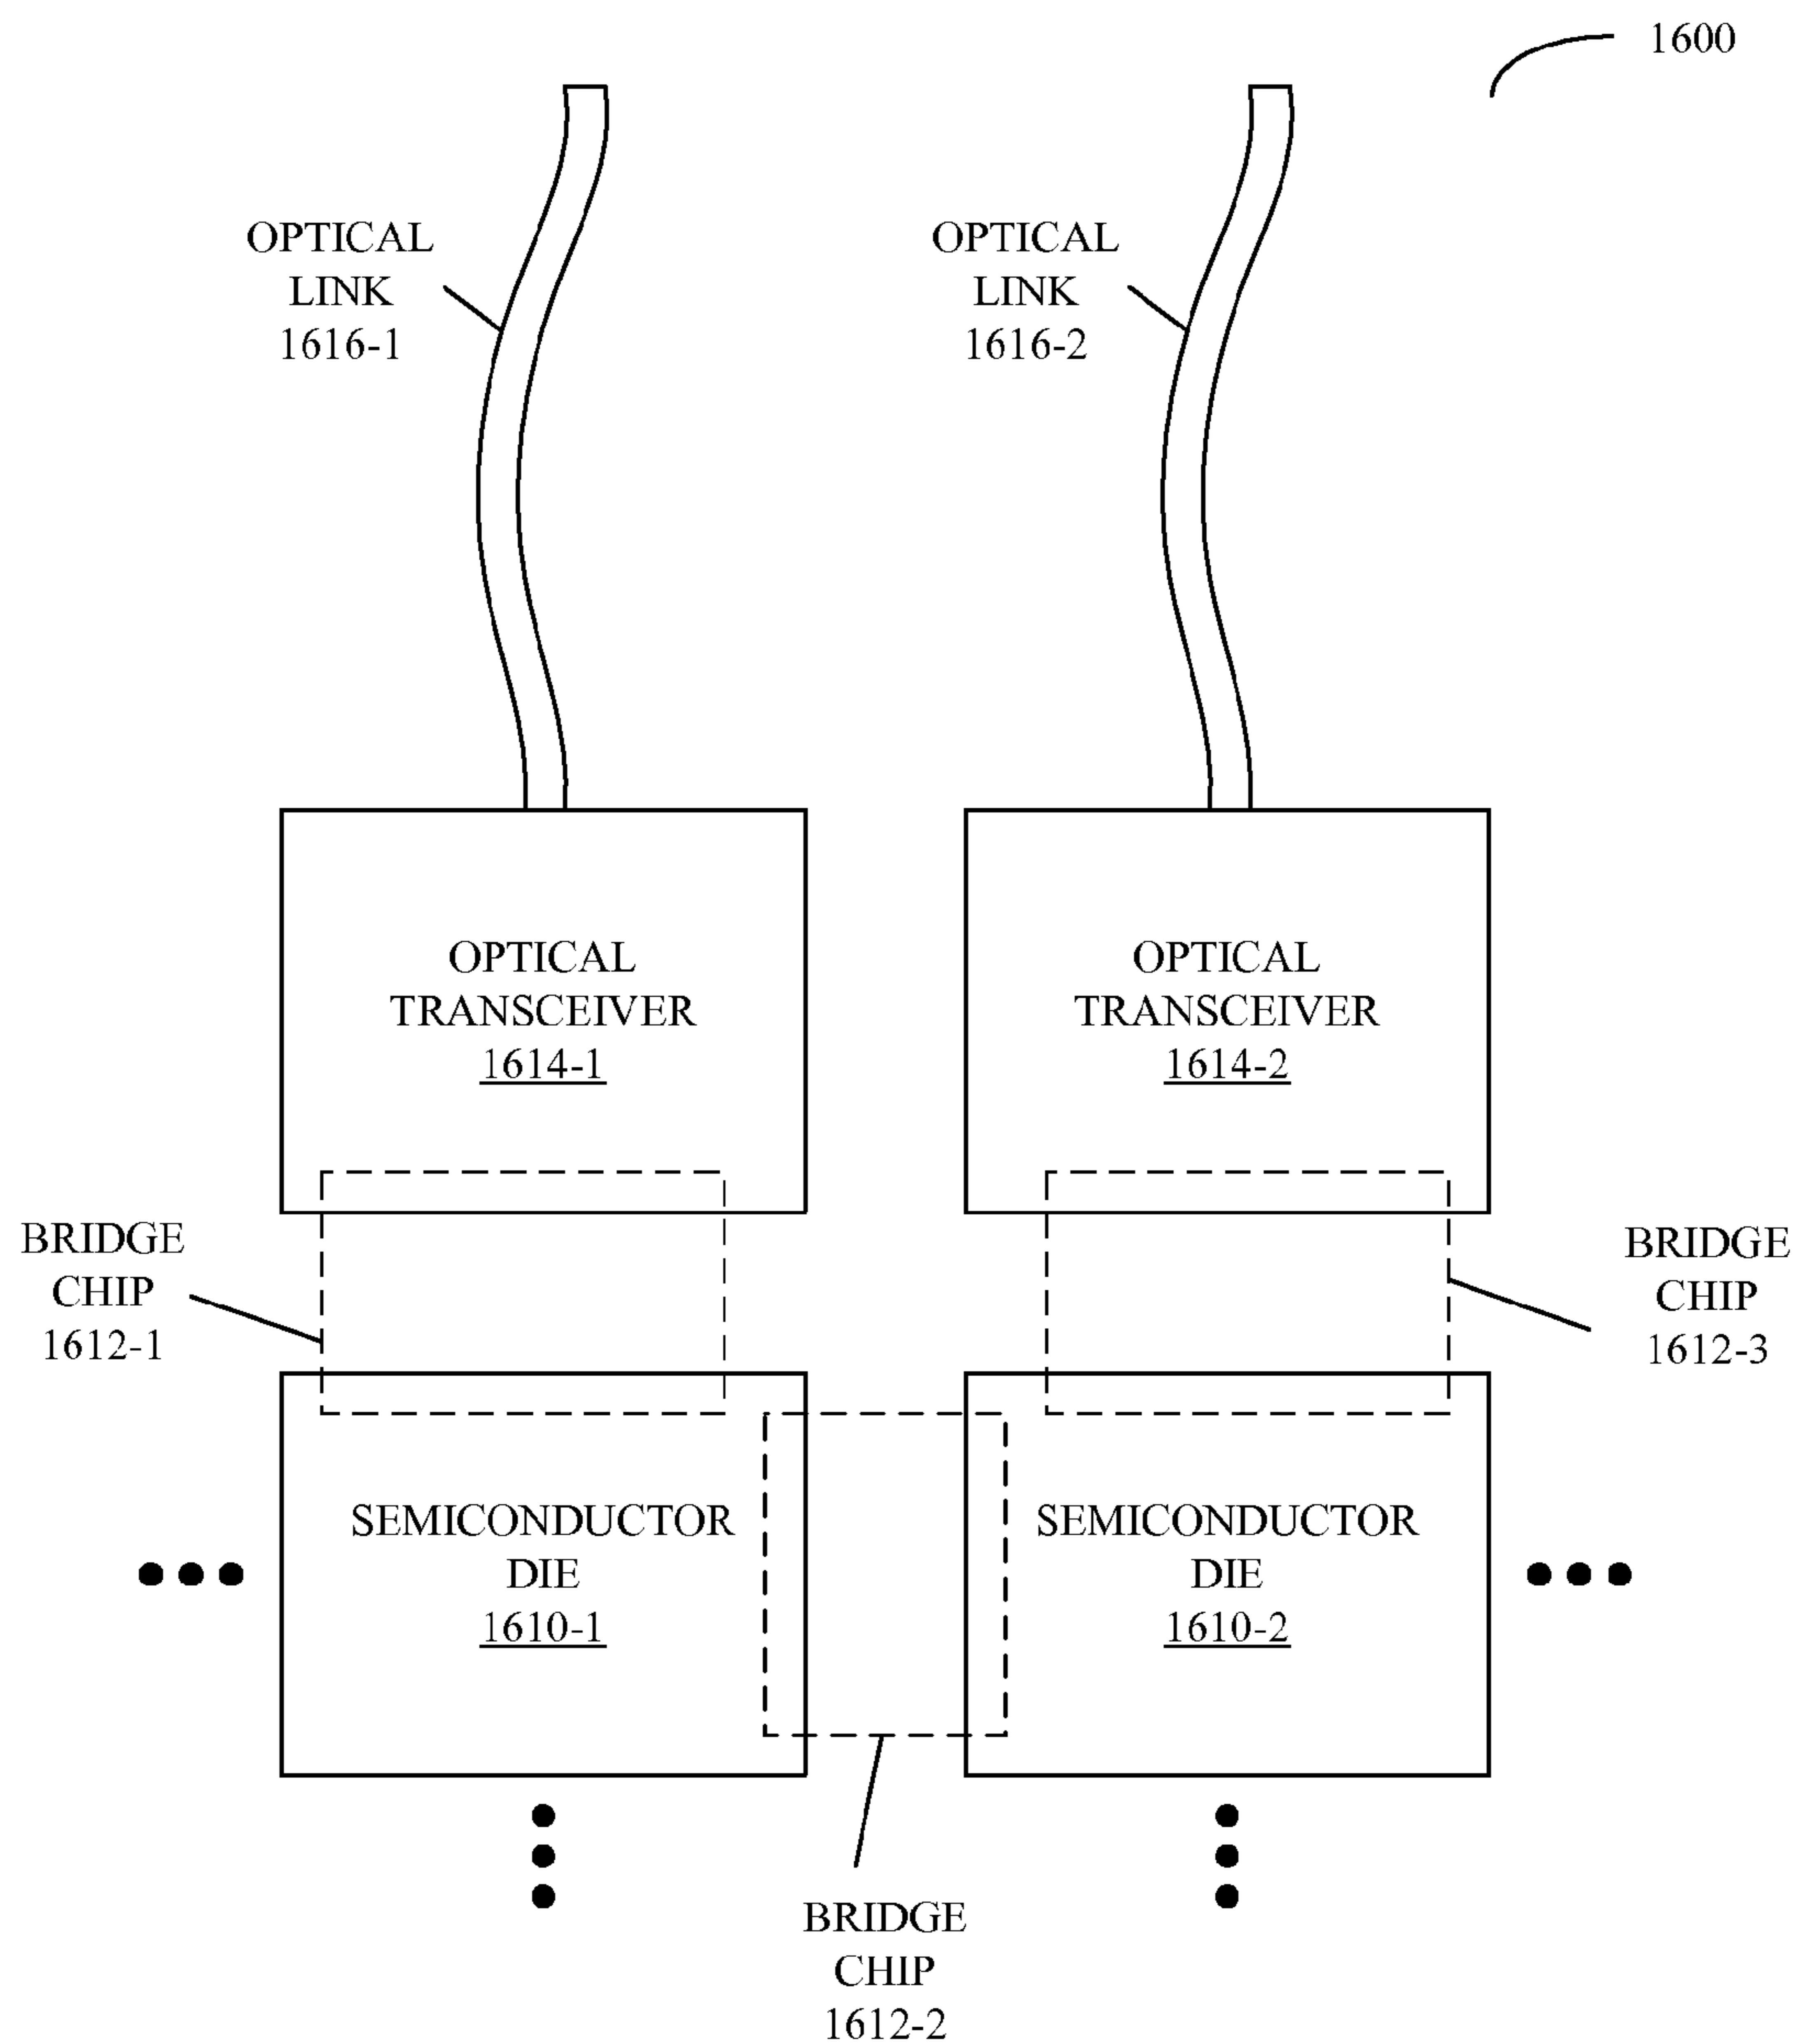 1600
OPTICAL
LINK
1616-1
OPTICAL
LINK
1616-2
OPTICAL
TRANSCEIVER
1614-1
OPTICAL
TRANSCEIVER
1614-2
BRIDGE
CHIP
1612-1
BRIDGE
CHIP
1612-3
SEMICONDUCTOR
DIE
1610-1
SEMICONDUCTOR
DIE
1610-2
BRIDGE
CHIP
1612-2